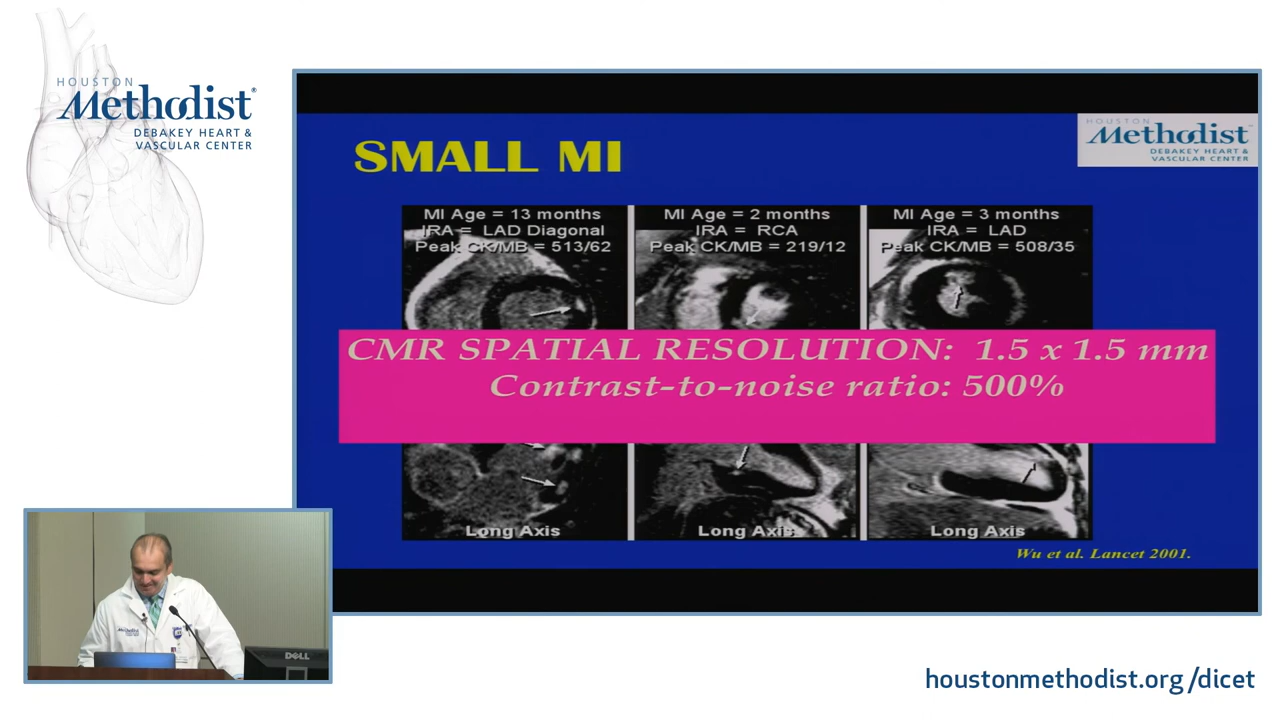 HOUSTON
Methodist®
DEBAKEY HEART &
VASCULAR CENTER
HOUSTON
Methodist
DEBAKEY HEART &
VASCULAR CENTER
SMALL MI
MI Age = 13 months
IRA = LAD Diagonal
Peak CK/MB = 513/62
MI Age = 2 months
IRA = RCA
Peak CK/MB = 219/12
MI Age = 3 months
IRA = LAD
Peak CK/MB = 508/35
CMR SPATIAL RESOLUTION: 1.5 x 1.5 mm
Contrast-to-noise ratio: 500%
Long Axis
Long Axis
Long Axis
Wu et al. Lancet 2001.
Methodist
DELL
houstonmethodist.org/dicet